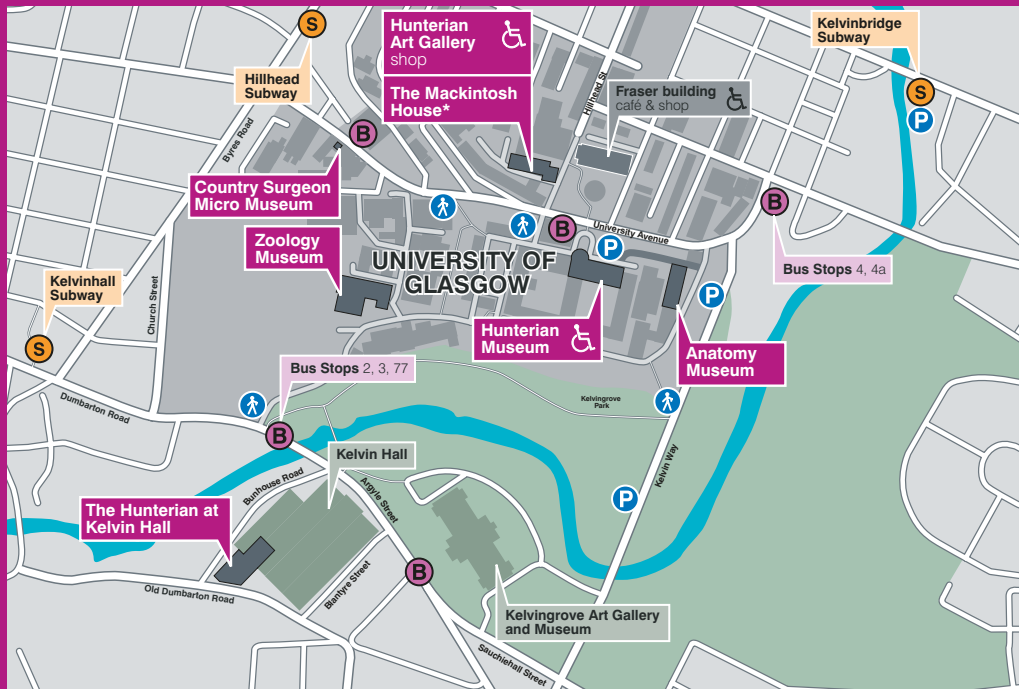 Hunterian
Art Gallery
shop
The Mackintosh
House*
Kelvinbridge
Subway
S
S
Hillhead
Subway
Hillhead St
Fraser building
café & shop
P
Byres Road
B
Country Surgeon
Micro Museum
B
Zoology
Museum
University Avenue
B
P
UNIVERSITY OF
GLASGOW
Bus Stops 4, 4a
Kelvinhall
Subway
Church Street
P
S
Hunterian
Museum
Anatomy
Museum
Bus Stops 2, 3, 77
Dumbarton Road
Kelvingrove
Park
B
Kelvin Hall
Kelvin Way
Bunhouse Road
Argyle Street
P
The Hunterian at
Kelvin Hall
B
Old Dumbarton Road
Blantyre Street
Kelvingrove Art Gallery
and Museum
Sauchiehall Street